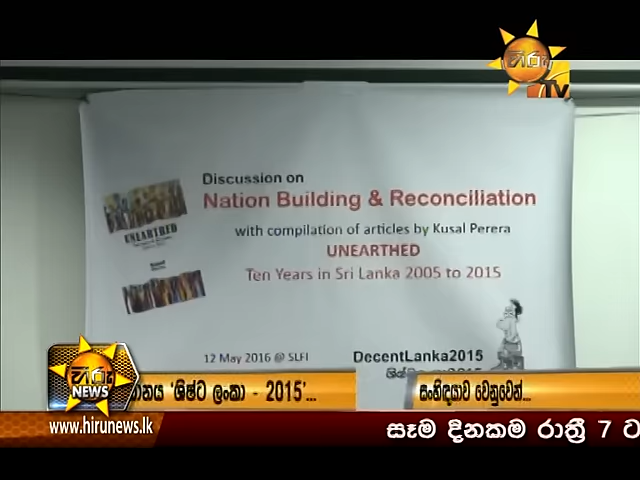 හිරු
TV
Discussion on
Nation Building & Reconciliation
with compilation of articles by Kusal Perera
UNEARTHED
Ten Years in Sri Lanka 2005 to 2015
UNEARTHED
12 May 2016 @ SLFI
DecentLanka2015
හිරු
NEWS
ධානය 'ශිෂ්ට ලංකා - 2015'...
සංහිඳියාව වෙනුවෙන්...
www.hirunews.lk
සෑම දිනකම රාත්‍රී 7 ට